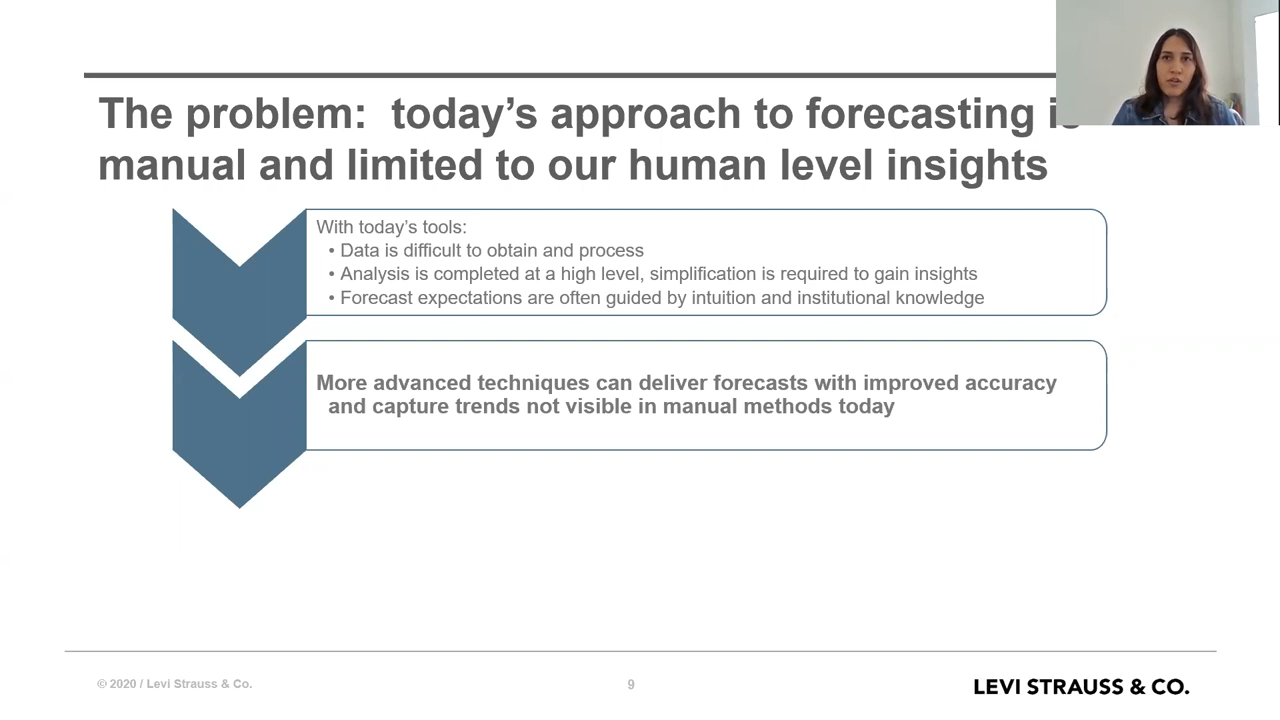 The problem:  today's approach to forecasting
manual and limited to our human level insights
With today's tools:
• Data is difficult to obtain and process
• Analysis is completed at a high level, simplification is required to gain insights
• Forecast expectations are often guided by intuition and institutional knowledge
More advanced techniques can deliver forecasts with improved accuracy
and capture trends not visible in manual methods today
© 2020 / Levi Strauss & Co.
9
LEVI STRAUSS & CO.